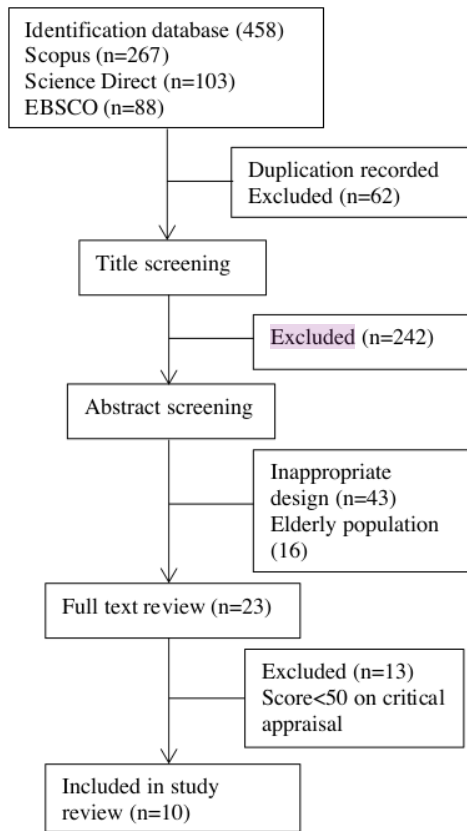 Identification database (458)
Scopus (n=267)
Science Direct (n=103)
EBSCO (n=88)
Duplication recorded
Excluded (n=62)
Title screening
Excluded (n=242)
Abstract screening
Inappropriate
design (n=43)
Elderly population
(16)
Full text review (n=23)
Excluded (n=13)
Score<50 on critical
appraisal
Included in study
review (n=10)